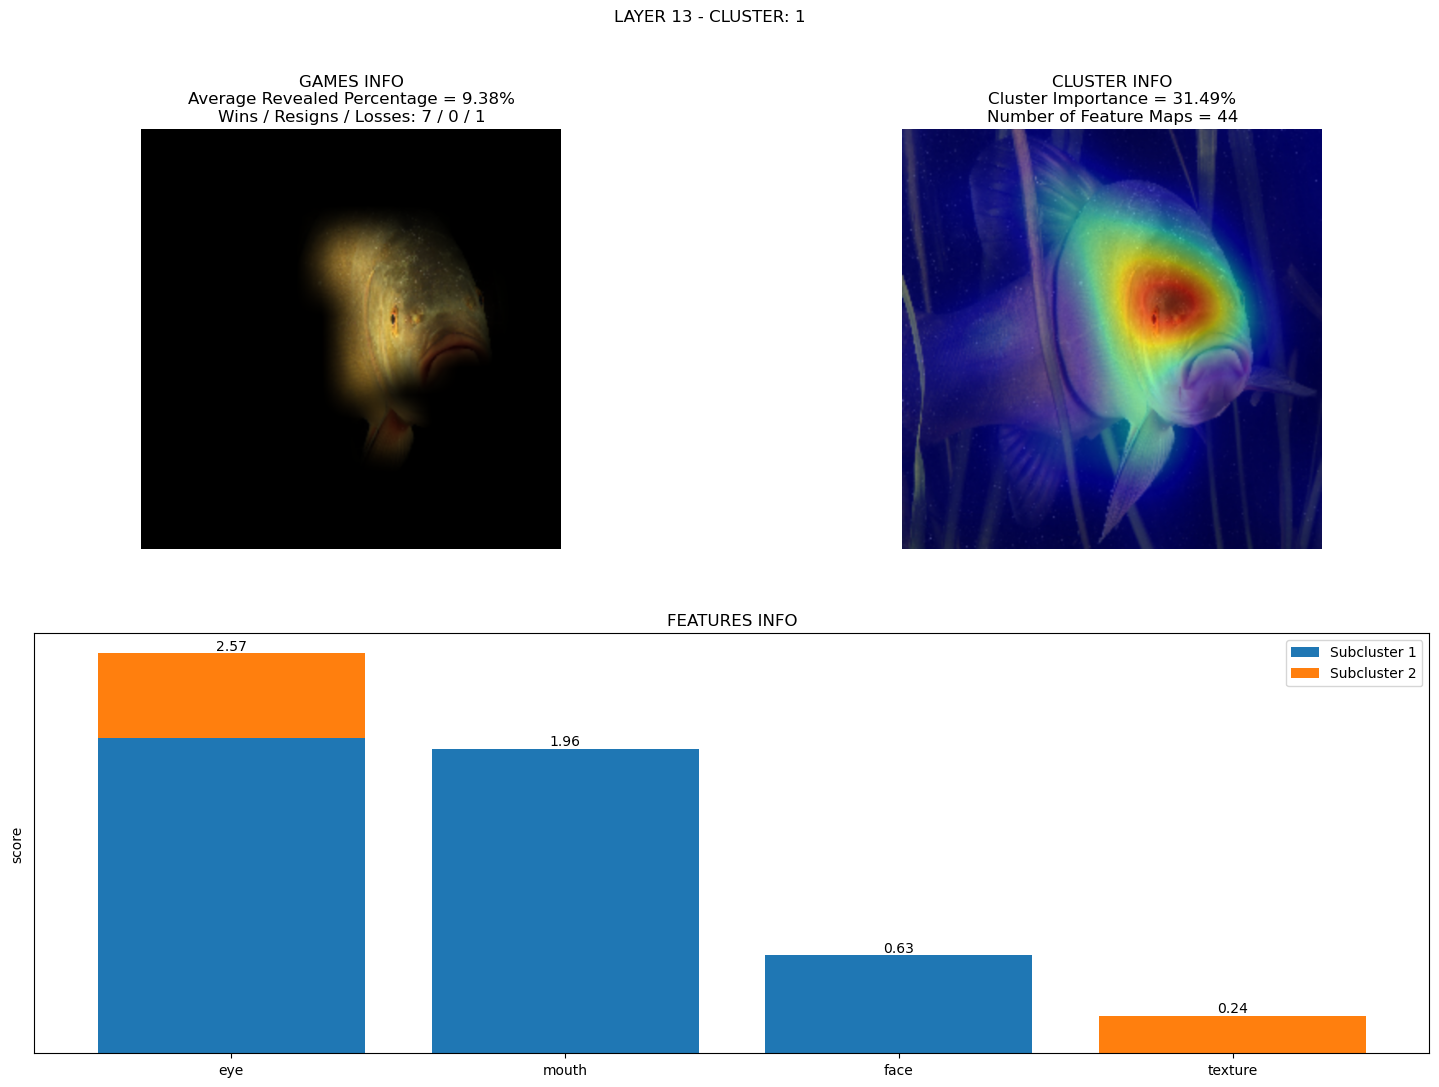 LAYER 13 - CLUSTER: 1
GAMES INFO
Average Revealed Percentage = 9.38%
Wins / Resigns / Losses: 7 / 0 / 1
CLUSTER INFO
Cluster Importance = 31.49%
Number of Feature Maps = 44
FEATURES INFO
2.57
1.96
0.63
0.24
Subcluster 1
Subcluster 2
score
eye
mouth
face
texture